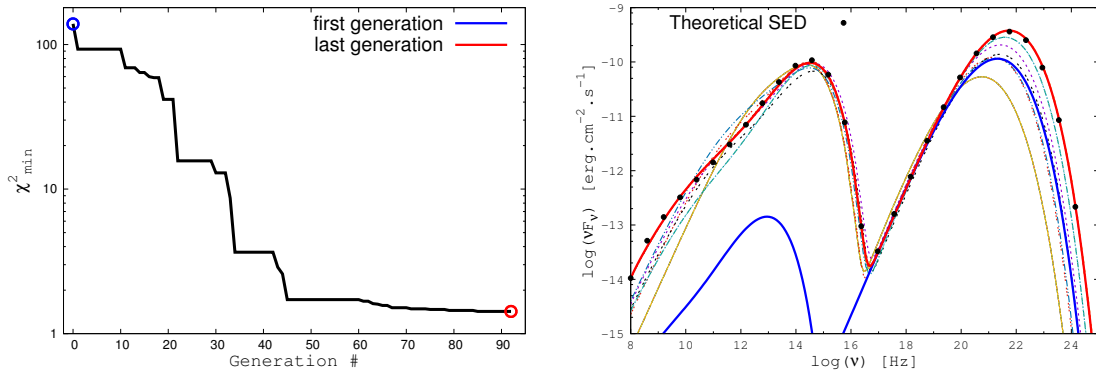 first generation
last generation
100
10
1
χ²min
0 10 20 30 40 50 60 70 80 90
Generation #
Theoretical SED
-9
-10
-11
-12
-13
-14
-15
log(νFν) [erg.cm-2.s-1]
8 10 12 14 16 18 20 22 24
log(ν) [Hz]